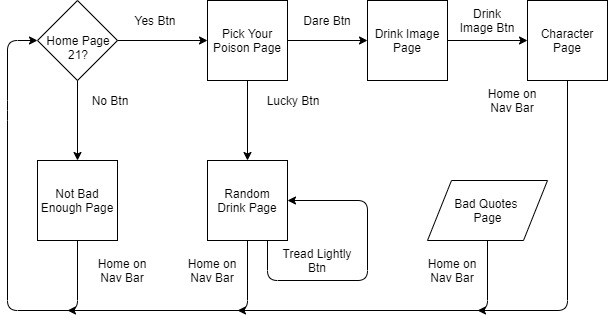 Home Page
21?
Yes Btn
Pick Your
Poison Page
Dare Btn
Drink Image
Page
Drink
Image Btn
Character
Page
No Btn
Lucky Btn
Home on
Nav Bar
Not Bad
Enough Page
Random
Drink Page
Bad Quotes
Page
Home on
Nav Bar
Home on
Nav Bar
Tread Lightly
Btn
Home on
Nav Bar